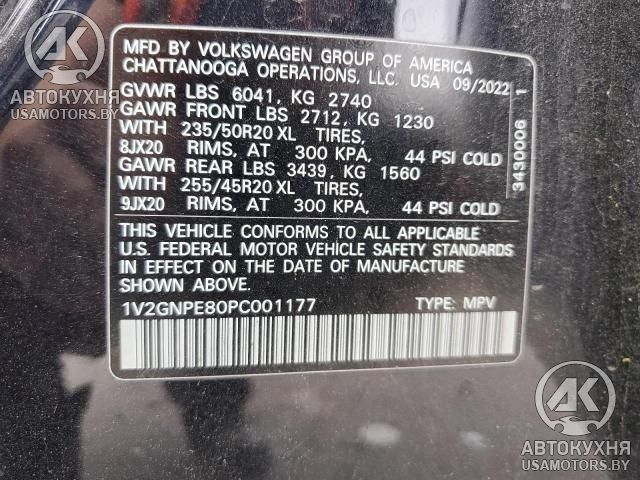 MFD BY VOLKSWAGEN GROUP OF AMERICA
CHATTANOOGA OPERATIONS, LLC. USA 09/2022
GVWR LBS 6041, KG 2740
GAWR FRONT LBS 2712, KG 1230
WITH 235/50R20 XL TIRES,
8JX20 RIMS, AT 300 KPA, 44 PSI COLD
GAWR REAR LBS 3439, KG 1560
WITH 255/45R20 XL TIRES,
9JX20 RIMS, AT 300 KPA, 44 PSI COLD
THIS VEHICLE CONFORMS TO ALL APPLICABLE
U.S. FEDERAL MOTOR VEHICLE SAFETY STANDARDS
IN EFFECT ON THE DATE OF MANUFACTURE
SHOWN ABOVE.
1V2GNPE80PC001177 TYPE: MPV
3430006 1
АК
АВТОКУХНЯ
USAMOTORS.BY
АК
АВТОКУХНЯ
USAMOTORS.BY